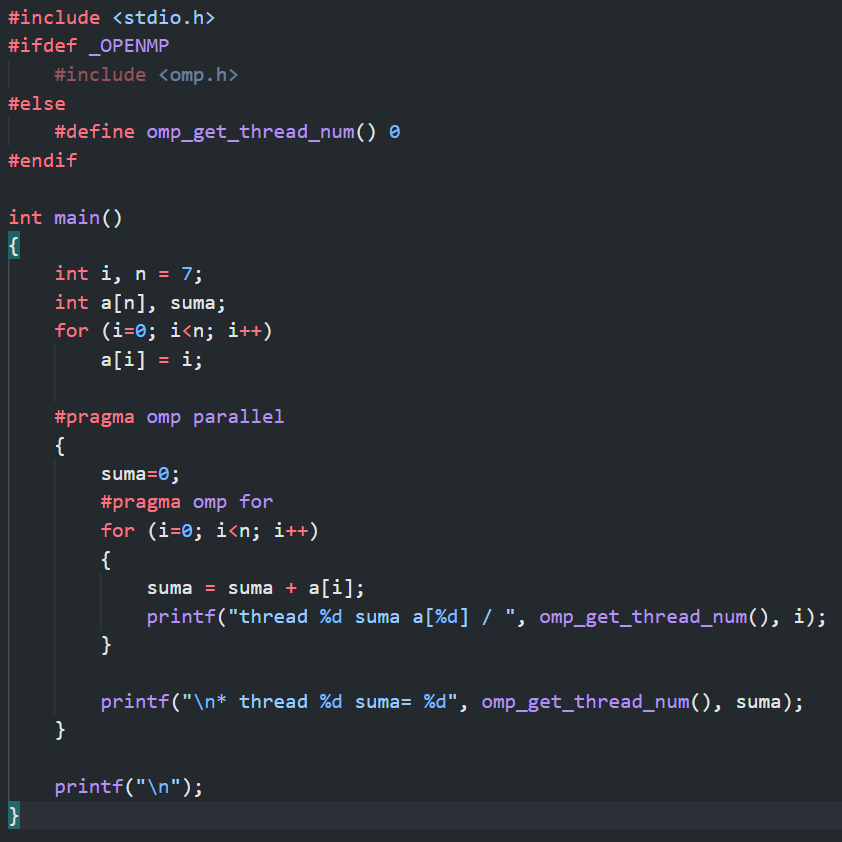 #include <stdio.h>
#ifdef _OPENMP
    #include <omp.h>
#else
    #define omp_get_thread_num() 0
#endif

int main()
{
    int i, n = 7;
    int a[n], suma;
    for (i=0; i<n; i++)
        a[i] = i;

    #pragma omp parallel
    {
        suma=0;
        #pragma omp for
        for (i=0; i<n; i++)
        {
            suma = suma + a[i];
            printf("thread %d suma a[%d] / ", omp_get_thread_num(), i);
        }

        printf("\n* thread %d suma= %d", omp_get_thread_num(), suma);
    }

    printf("\n");
}